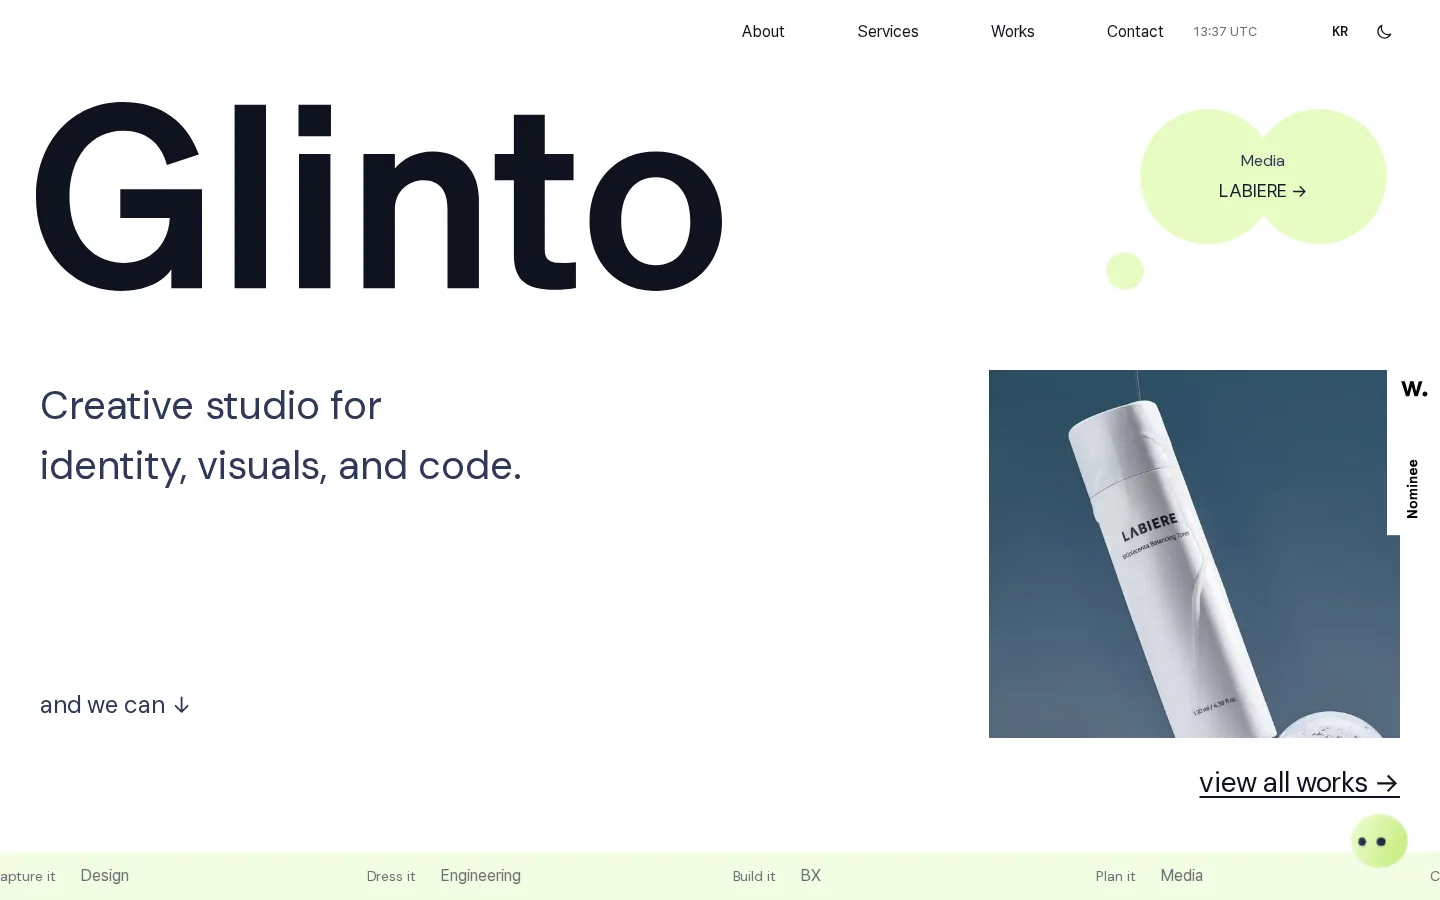 About
Services
Works
Contact
13:37 UTC
KR
Glinto
Media
LABIERE →
Creative studio for
identity, visuals, and code.
W.
Nominee
LABIERE
and we can ↓
view all works →
apture it
Design
Dress it
Engineering
Build it
BX
Plan it
Media
C